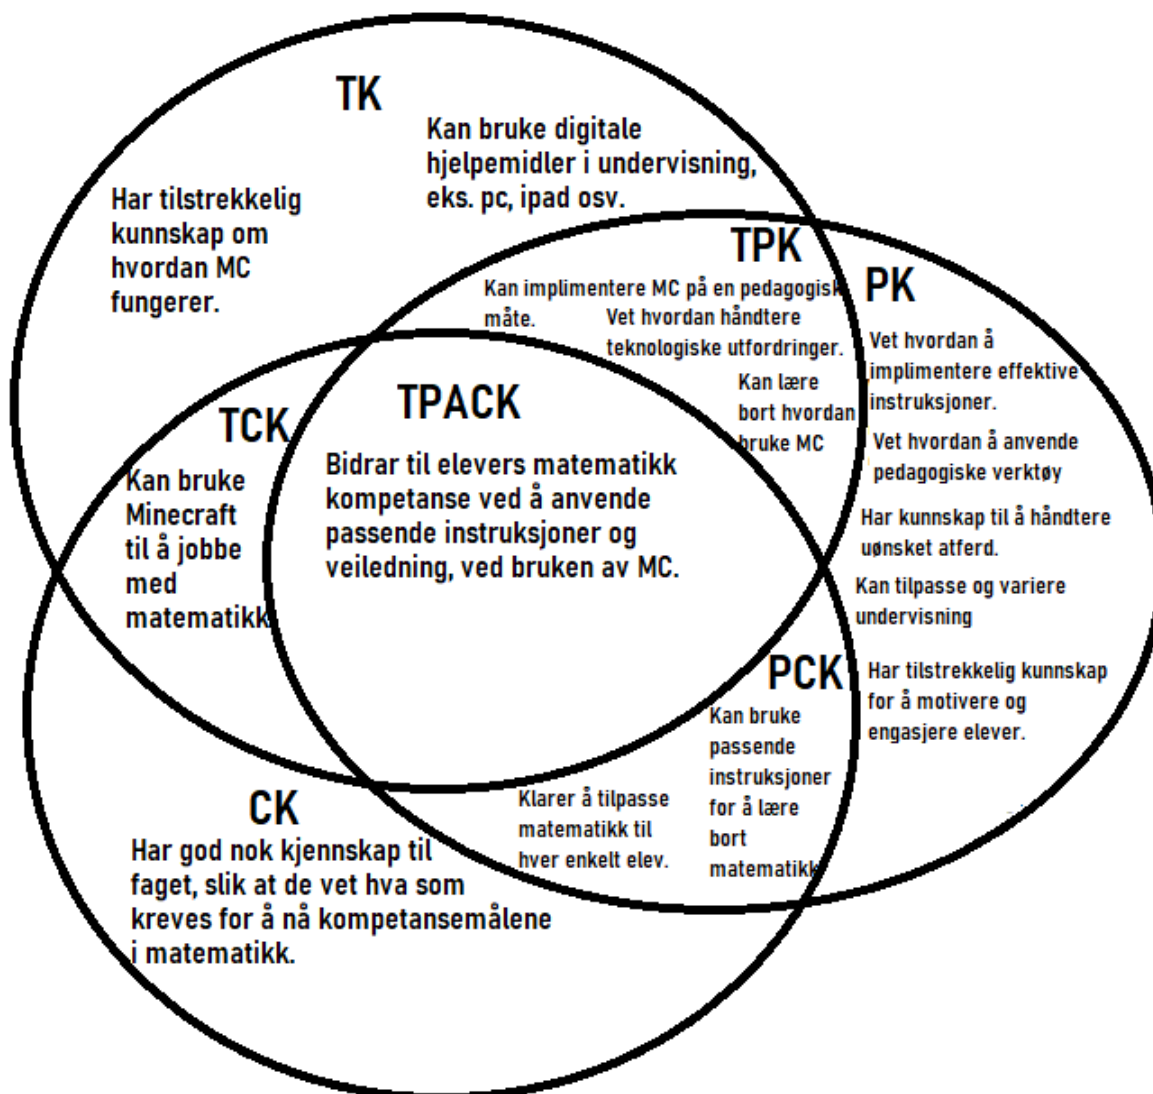 TK
Kan bruke digitale
hjelpemidler i undervisning,
eks. pc, ipad osv.
Har tilstrekkelig
kunnskap om
hvordan MC
fungerer.
TPK
Kan implimentere MC på en pedagogisk
måte.
Vet hvordan håndtere
teknologiske utfordringer.
Kan lære
bort hvordan
bruke MC
PK
Vet hvordan å
implimentere effektive
instruksjoner.
Vet hvordan å anvende
pedagogiske verktøy
Har kunnskap til å håndtere
uønsket atferd.
Kan tilpasse og variere
undervisning
Har tilstrekkelig kunnskap
for å motivere og
engasjere elever.
TCK
Kan bruke
Minecraft
til å jobbe
med
matematikk
TPACK
Bidrar til elevers matematikk
kompetanse ved å anvende
passende instruksjoner og
veiledning, ved bruken av MC.
PCK
Kan bruke
passende
instruksjoner
for å lære
bort
matematikk
Klarer å tilpasse
matematikk til
hver enkelt elev.
CK
Har god nok kjennskap til
faget, slik at de vet hva som
kreves for å nå kompetansemålene
i matematikk.